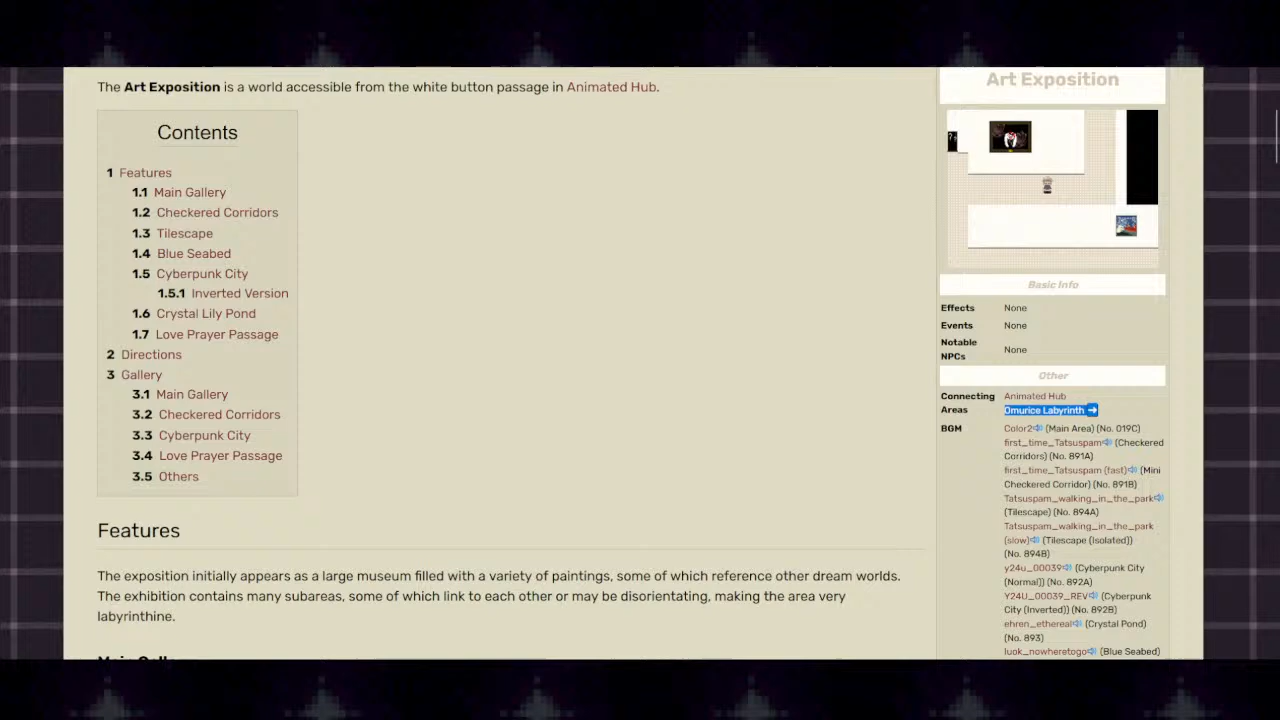 The Art Exposition is a world accessible from the white button passage in Animated Hub.
Contents
1 Features
1.1 Main Gallery
1.2 Checkered Corridors
1.3 Tilescape
1.4 Blue Seabed
1.5 Cyberpunk City
1.5.1 Inverted Version
1.6 Crystal Lily Pond
1.7 Love Prayer Passage
2 Directions
3 Gallery
3.1 Main Gallery
3.2 Checkered Corridors
3.3 Cyberpunk City
3.4 Love Prayer Passage
3.5 Others
Features
The exposition initially appears as a large museum filled with a variety of paintings, some of which reference other dream worlds.
The exhibition contains many subareas, some of which link to each other or may be disorientating, making the area very
labyrinthine.
Art Exposition
Basic Info
Effects None
Events None
Notable
NPCs None
Other
Connecting Animated Hub
Areas Omurice Labyrinth
BGM Color2 (Main Area) (No. 019C)
first_time_Tatsuspam (Checkered
Corridors) (No. 891A)
first_time_Tatsuspam (fast) (Mini
Checkered Corridor) (No. 891B)
Tatsuspam_walking_in_the_park
(Tilescape) (No. 894A)
Tatsuspam_walking_in_the_park
(slow) (Tilescape (Isolated))
(No. 894B)
y24u_00039 (Cyberpunk City
(Normal)) (No. 892A)
Y24U_00039_REV (Cyberpunk
City (Inverted)) (No. 892B)
ehren_ethereal (Crystal Pond)
(No. 893)
luok_nowheretogo (Blue Seabed)